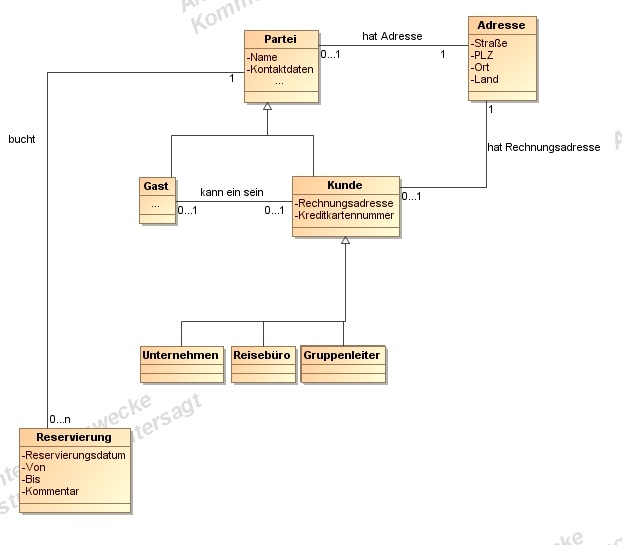 Partei
-Name
-Kontaktdaten
...
hat Adresse
0...1
1
Adresse
-Straße
-PLZ
-Ort
-Land
1
1
bucht
hat Rechnungsadresse
Gast
...
kann ein sein
0...1
0...1
Kunde
-Rechnungsadresse
-Kreditkartennummer
0...1
Unternehmen
Reisebüro
Gruppenleiter
0...n
Reservierung
-Reservierungsdatum
-Von
-Bis
-Kommentar